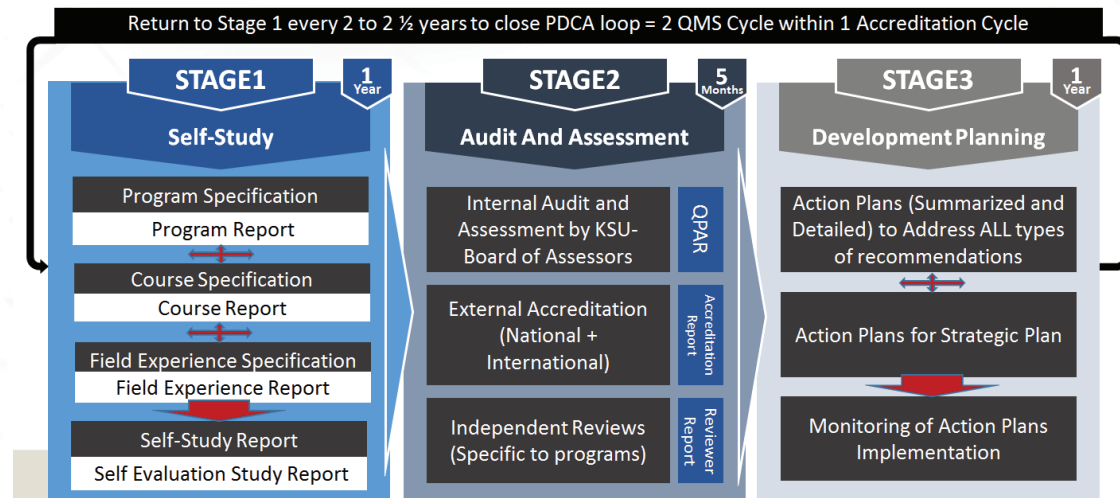 Return to Stage 1 every 2 to 2 ½ years to close PDCA loop = 2 QMS Cycle within 1 Accreditation Cycle
STAGE1
1
Year
Self-Study
Program Specification
Program Report
Course Specification
Course Report
Field Experience Specification
Field Experience Report
Self-Study Report
Self Evaluation Study Report
STAGE2
5
Months
Audit And Assessment
Internal Audit and
Assessment by KSU-
Board of Assessors
QPAR
External Accreditation
(National +
International)
Accreditation
Report
Independent Reviews
(Specific to programs)
Reviewer
Report
STAGE3
1
Year
Development Planning
Action Plans (Summarized and
Detailed) to Address ALL types
of recommendations
Action Plans for Strategic Plan
Monitoring of Action Plans
Implementation